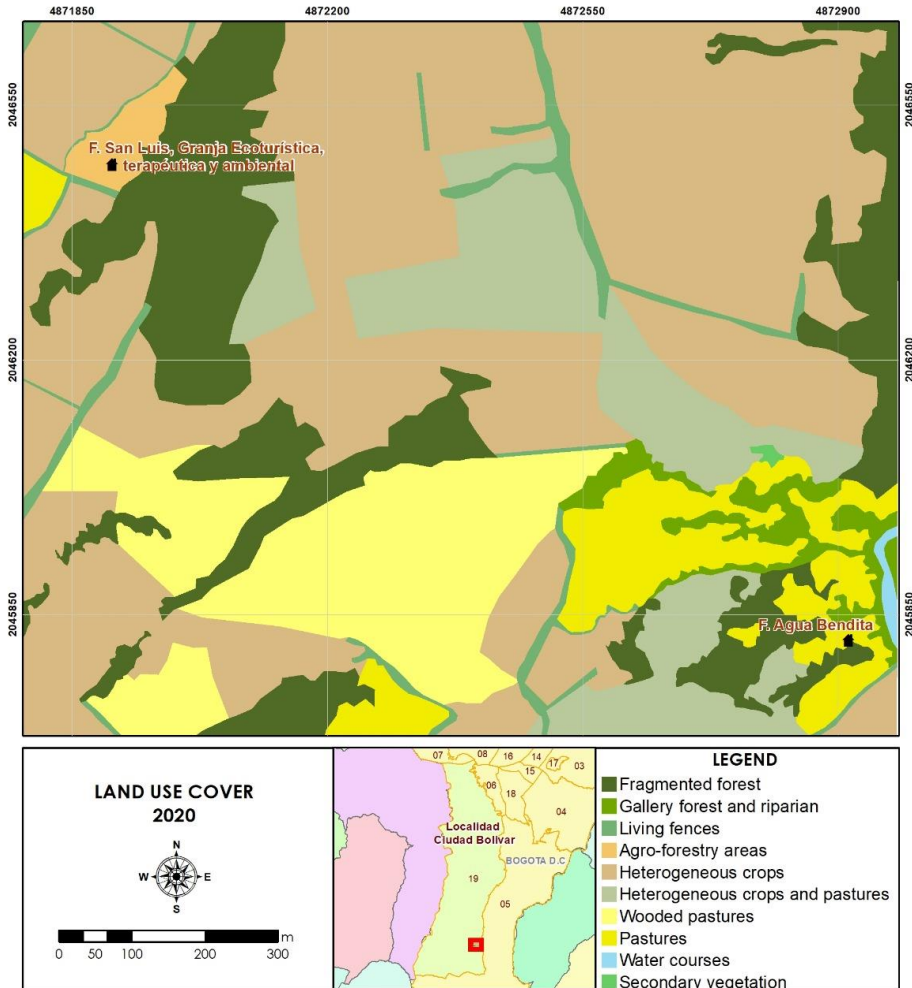 4871850 4872200 4872550 4872900
2046550 2046550
F. San Luis, Granja Ecoturística,
terapéutica y ambiental
2046200 2046200
2045850 2045850
F. Agua Bendita
LAND USE COVER
2020
N
W E
S
0 50 100 200 300 m
07 08 16 14 17 03
15
06
18
04
Localidad
Ciudad Bolívar
BOGOTA D.C
19
05
LEGEND
Fragmented forest
Gallery forest and riparian
Living fences
Agro-forestry areas
Heterogeneous crops
Heterogeneous crops and pastures
Wooded pastures
Pastures
Water courses
Secondary vegetation